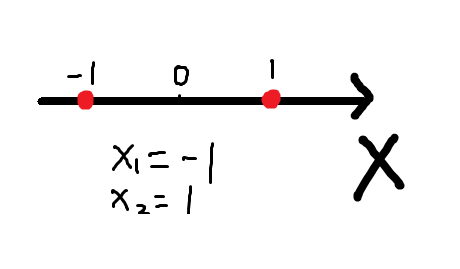 -1 0 1
X
x₁ = -1
x₂ = 1